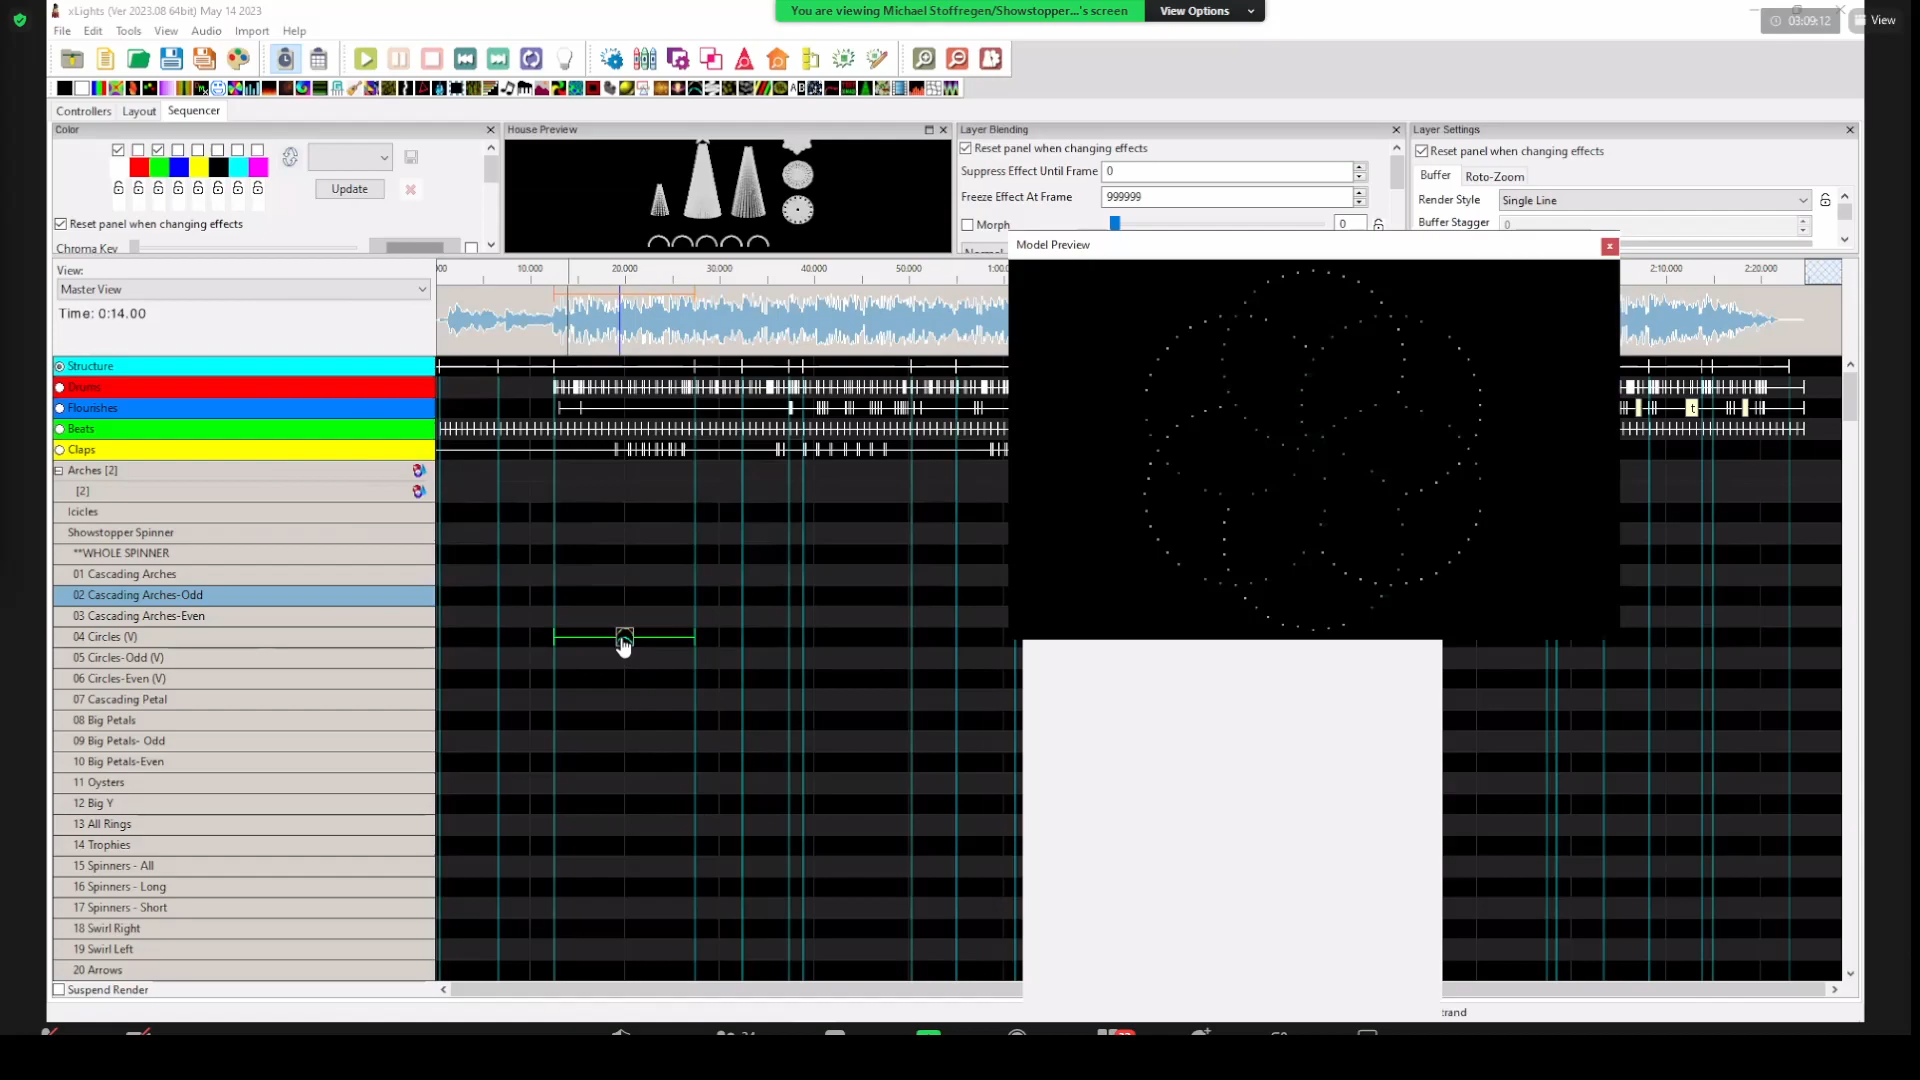 xLights (Ver 2023.08 64bit) May 14 2023
You are viewing Michael Stoffregen/Showstopper...'s screen
View Options
03:09:12
View
File Edit Tools View Audio Import Help
Controllers Layout Sequencer
Color
House Preview
Layer Blending
Layer Settings
Update
Reset panel when changing effects
Chroma Key
Reset panel when changing effects
Suppress Effect Until Frame 0
Freeze Effect At Frame 999999
Morph 0
Reset panel when changing effects
Buffer Roto-Zoom
Render Style Single Line
Buffer Stagger 0
Model Preview
View:
Master View
Time: 0:14.00
10.000 20.000 30.000 40.000 50.000 2:10.000 2:20.000
Structure
Drums
Flourishes
t
Beats
Claps
Arches [2]
[2]
Icicles
Showstopper Spinner
**WHOLE SPINNER
01 Cascading Arches
02 Cascading Arches-Odd
03 Cascading Arches-Even
04 Circles (V)
05 Circles-Odd (V)
06 Circles-Even (V)
07 Cascading Petal
08 Big Petals
09 Big Petals- Odd
10 Big Petals-Even
11 Oysters
12 Big Y
13 All Rings
14 Trophies
15 Spinners - All
16 Spinners - Long
17 Spinners - Short
18 Swirl Right
19 Swirl Left
20 Arrows
Suspend Render
trand